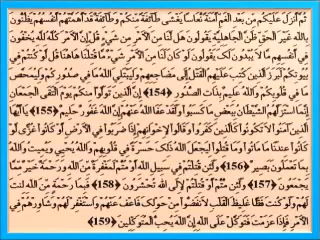 ثُمَّ أَنزَلَ عَلَيْكُم مِّن بَعْدِ الْغَمِّ أَمَنَةً نُّعَاسًا يَغْشَى طَائِفَةً مِّنكُمْ وَطَائِفَةٌ قَدْ أَهَمَّتْهُمْ أَنفُسُهُمْ يَظُنُّونَ
بِاللَّهِ غَيْرَ الْحَقِّ ظَنَّ الْجَاهِلِيَّةِ يَقُولُونَ هَل لَّنَا مِنَ الْأَمْرِ مِن شَيْءٍ قُلْ إِنَّ الْأَمْرَ كُلَّهُ لِلَّهِ يُخْفُونَ
فِي أَنفُسِهِم مَّا لَا يُبْدُونَ لَكَ يَقُولُونَ لَوْ كَانَ لَنَا مِنَ الْأَمْرِ شَيْءٌ مَّا قُتِلْنَا هَاهُنَا قُل لَّوْ كُنتُمْ فِي
بُيُوتِكُمْ لَبَرَزَ الَّذِينَ كُتِبَ عَلَيْهِمُ الْقَتْلُ إِلَى مَضَاجِعِهِمْ وَلِيَبْتَلِيَ اللَّهُ مَا فِي صُدُورِكُمْ وَلِيُمَحِّصَ
مَا فِي قُلُوبِكُمْ وَاللَّهُ عَلِيمٌ بِذَاتِ الصُّدُورِ ﴿154﴾ إِنَّ الَّذِينَ تَوَلَّوْا مِنكُمْ يَوْمَ الْتَقَى الْجَمْعَانِ
إِنَّمَا اسْتَزَلَّهُمُ الشَّيْطَانُ بِبَعْضِ مَا كَسَبُوا وَلَقَدْ عَفَا اللَّهُ عَنْهُمْ إِنَّ اللَّهَ غَفُورٌ حَلِيمٌ ﴿155﴾ يَا أَيُّهَا
الَّذِينَ آمَنُوا لَا تَكُونُوا كَالَّذِينَ كَفَرُوا وَقَالُوا لِإِخْوَانِهِمْ إِذَا ضَرَبُوا فِي الْأَرْضِ أَوْ كَانُوا غُزًّى لَّوْ
كَانُوا عِندَنَا مَا مَاتُوا وَمَا قُتِلُوا لِيَجْعَلَ اللَّهُ ذَلِكَ حَسْرَةً فِي قُلُوبِهِمْ وَاللَّهُ يُحْيِي وَيُمِيتُ وَاللَّهُ
بِمَا تَعْمَلُونَ بَصِيرٌ ﴿156﴾ وَلَئِن قُتِلْتُمْ فِي سَبِيلِ اللَّهِ أَوْ مُتُّمْ لَمَغْفِرَةٌ مِّنَ اللَّهِ وَرَحْمَةٌ خَيْرٌ مِّمَّا
يَجْمَعُونَ ﴿157﴾ وَلَئِن مُّتُّمْ أَوْ قُتِلْتُمْ لَإِلَى اللَّهِ تُحْشَرُونَ ﴿158﴾ فَبِمَا رَحْمَةٍ مِّنَ اللَّهِ لِنتَ
لَهُمْ وَلَوْ كُنتَ فَظًّا غَلِيظَ الْقَلْبِ لَانفَضُّوا مِنْ حَوْلِكَ فَاعْفُ عَنْهُمْ وَاسْتَغْفِرْ لَهُمْ وَشَاوِرْهُمْ فِي
الْأَمْرِ فَإِذَا عَزَمْتَ فَتَوَكَّلْ عَلَى اللَّهِ إِنَّ اللَّهَ يُحِبُّ الْمُتَوَكِّلِينَ ﴿159﴾